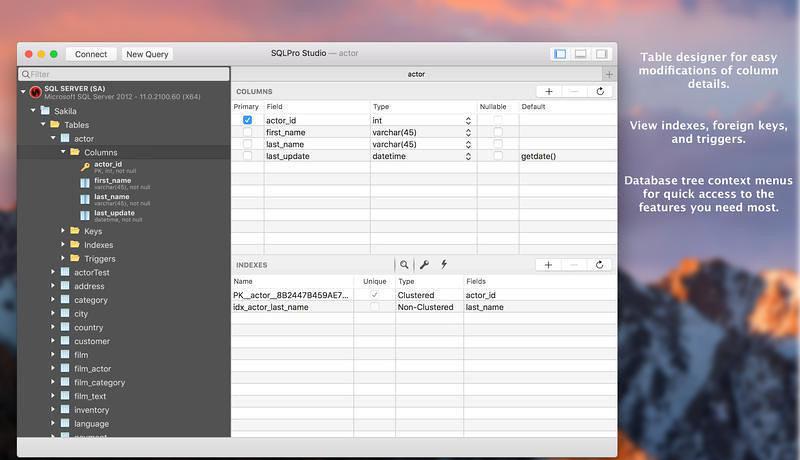 Connect
New Query
SQLPro Studio — actor
Filter
actor
SQL SERVER (SA)
Microsoft SQL Server 2012 - 11.0.2100.60 (X64)
Sakila
Tables
actor
Columns
actor_id
PK, int, not null
first_name
varchar(45), not null
last_name
varchar(45), not null
last_update
datetime, not null
Keys
Indexes
Triggers
actorTest
address
category
city
country
customer
film
film_actor
film_category
film_text
inventory
language
COLUMNS
Primary Field Type Nullable Default
actor_id int
first_name varchar(45)
last_name varchar(45)
last_update datetime getdate()
INDEXES
Name Unique Type Fields
PK__actor__8B2447B459AE7... Clustered actor_id
idx_actor_last_name Non-Clustered last_name
Table designer for easy
modifications of column
details.
View indexes, foreign keys,
and triggers.
Database tree context menus
for quick access to the
features you need most.